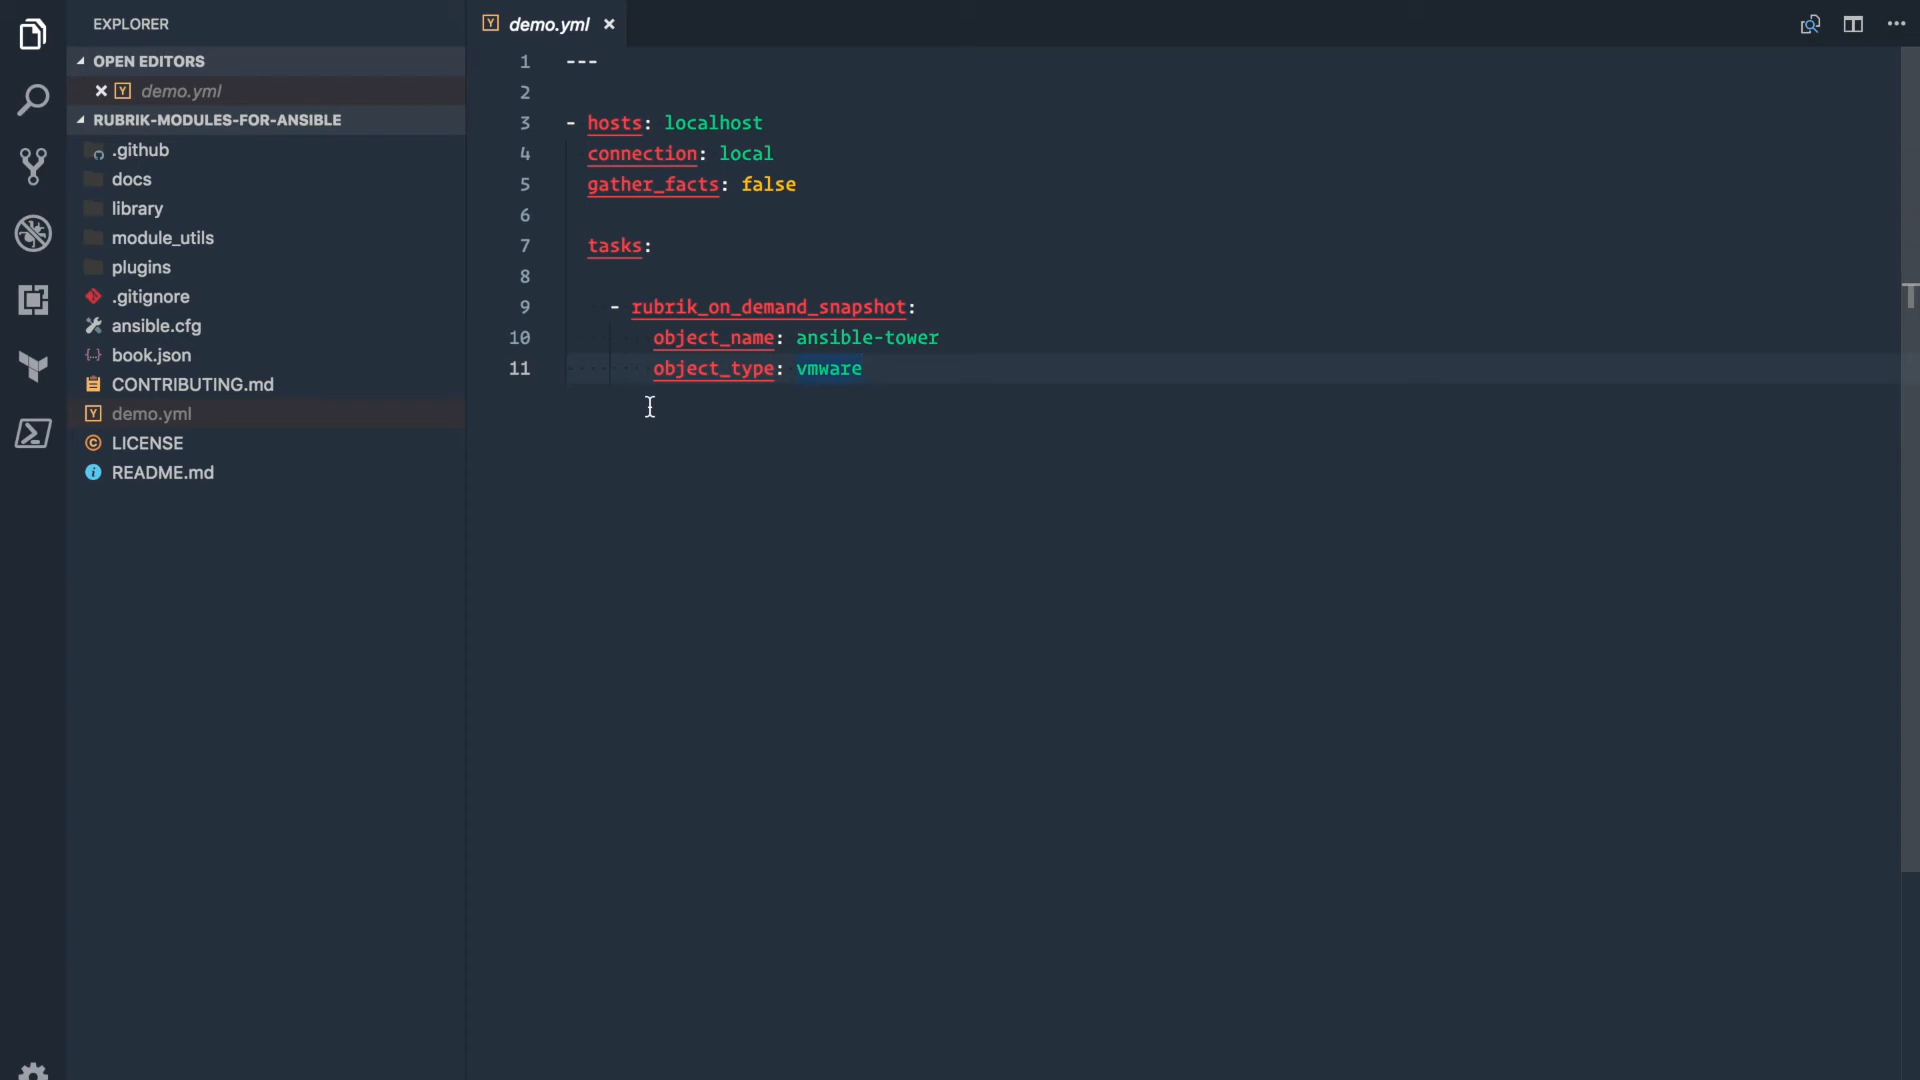 EXPLORER
OPEN EDITORS
demo.yml
RUBRIK-MODULES-FOR-ANSIBLE
.github
docs
library
module_utils
plugins
.gitignore
ansible.cfg
book.json
CONTRIBUTING.md
demo.yml
LICENSE
README.md
demo.yml
1 ---
2
3 - hosts: localhost
4 connection: local
5 gather_facts: false
6
7 tasks:
8
9 - rubrik_on_demand_snapshot:
10 object_name: ansible-tower
11 object_type: vmware